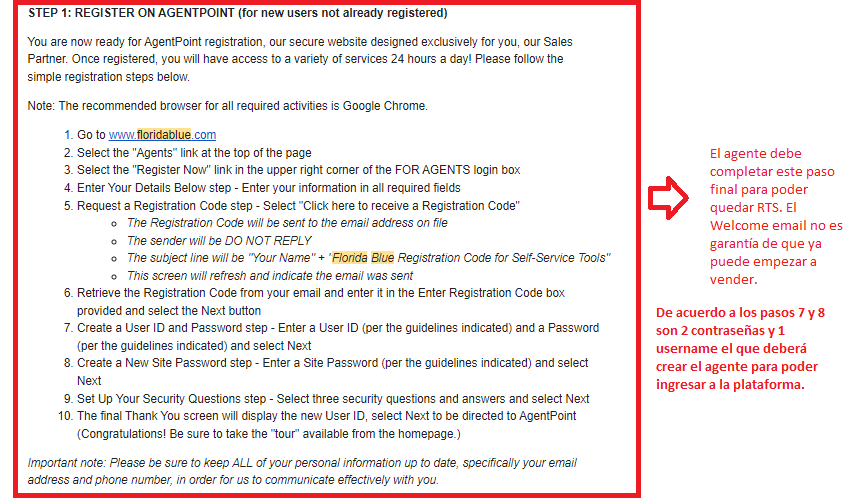 STEP 1: REGISTER ON AGENTPOINT (for new users not already registered)
You are now ready for AgentPoint registration, our secure website designed exclusively for you, our Sales
Partner. Once registered, you will have access to a variety of services 24 hours a day! Please follow the
simple registration steps below.
Note: The recommended browser for all required activities is Google Chrome.
1. Go to www.floridablue.com
2. Select the "Agents" link at the top of the page
3. Select the "Register Now" link in the upper right corner of the FOR AGENTS login box
4. Enter Your Details Below step - Enter your information in all required fields
5. Request a Registration Code step - Select "Click here to receive a Registration Code"
o The Registration Code will be sent to the email address on file
o The sender will be DO NOT REPLY
o The subject line will be "Your Name" + 'Florida Blue Registration Code for Self-Service Tools"
o This screen will refresh and indicate the email was sent
6. Retrieve the Registration Code from your email and enter it in the Enter Registration Code box
provided and select the Next button
7. Create a User ID and Password step - Enter a User ID (per the guidelines indicated) and a Password
(per the guidelines indicated) and select Next
8. Create a New Site Password step - Enter a Site Password (per the guidelines indicated) and select
Next
9. Set Up Your Security Questions step - Select three security questions and answers and select Next
10. The final Thank You screen will display the new User ID, select Next to be directed to AgentPoint
(Congratulations! Be sure to take the "tour" available from the homepage.)
Important note: Please be sure to keep ALL of your personal information up to date, specifically your email
address and phone number, in order for us to communicate effectively with you.
El agente debe
completar este paso
final para poder
quedar RTS. El
Welcome email no es
garantía de que ya
puede empezar a
vender.
De acuerdo a los pasos 7 y 8
son 2 contraseñas y 1
username el que deberá
crear el agente para poder
ingresar a la plataforma.